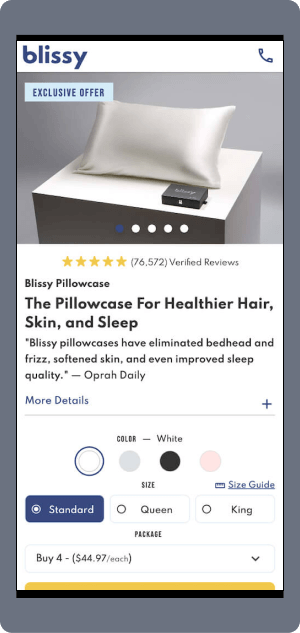 blissy
EXCLUSIVE OFFER
blissy
(76,572) Verified Reviews
Blissy Pillowcase
The Pillowcase For Healthier Hair,
Skin, and Sleep
"Blissy pillowcases have eliminated bedhead and
frizz, softened skin, and even improved sleep
quality." — Oprah Daily
More Details +
COLOR — White
SIZE Size Guide
Standard Queen King
PACKAGE
Buy 4 - ($44.97/each)